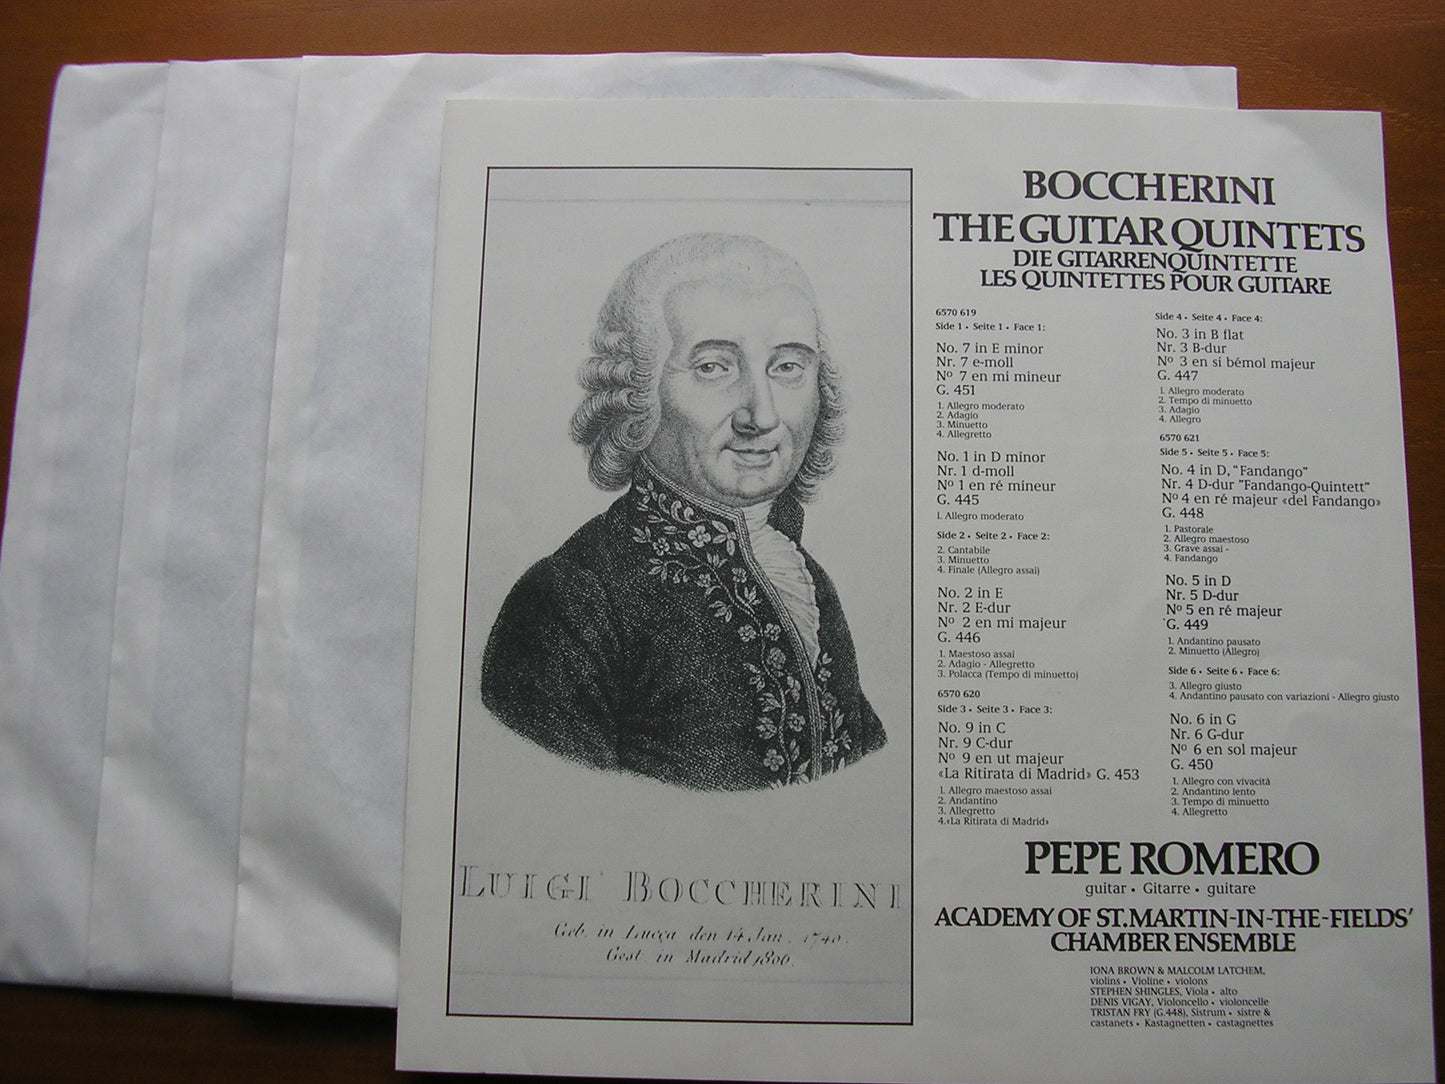 LUIGI BOCCHERINI
Geb. in Lucca den 14 Jan. 1740.
Gest in Madrid 1806.
BOCCHERINI
THE GUITAR QUINTETS
DIE GITARRENQUINTETTE
LES QUINTETTES POUR GUITARE
6570 619
Side 1 • Seite 1 • Face 1:
No. 7 in E minor
Nr. 7 e-moll
Nº 7 en mi mineur
G. 451
1. Allegro moderato
2. Adagio
3. Minuetto
4. Allegretto
No. 1 in D minor
Nr. 1 d-moll
Nº 1 en ré mineur
G. 445
1. Allegro moderato
Side 2 • Seite 2 • Face 2:
2. Cantabile
3. Minuetto
4. Finale (Allegro assai)
No. 2 in E
Nr. 2 E-dur
Nº 2 en mi majeur
G. 446
1. Maestoso assai
2. Adagio - Allegretto
3. Polacca (Tempo di minuetto)
6570 620
Side 3 • Seite 3 • Face 3:
No. 9 in C
Nr. 9 C-dur
Nº 9 en ut majeur
«La Ritirata di Madrid» G. 453
1. Allegro maestoso assai
2. Andantino
3. Allegretto
4. «La Ritirata di Madrid»
Side 4 • Seite 4 • Face 4:
No. 3 in B flat
Nr. 3 B-dur
Nº 3 en si bémol majeur
G. 447
1. Allegro moderato
2. Tempo di minuetto
3. Adagio
4. Allegro
6570 621
Side 5 • Seite 5 • Face 5:
No. 4 in D, "Fandango"
Nr. 4 D-dur "Fandango-Quintett"
Nº 4 en ré majeur «del Fandango»
G. 448
1. Pastorale
2. Allegro maestoso
3. Grave assai -
4. Fandango
No. 5 in D
Nr. 5 D-dur
Nº 5 en ré majeur
G. 449
1. Andantino pausato
2. Minuetto (Allegro)
Side 6 • Seite 6 • Face 6:
3. Allegro giusto
4. Andantino pausato con variazioni - Allegro giusto
No. 6 in G
Nr. 6 G-dur
Nº 6 en sol majeur
G. 450
1. Allegro con vivacità
2. Andantino lento
3. Tempo di minuetto
4. Allegretto
PEPE ROMERO
guitar • Gitarre • guitare
ACADEMY OF ST. MARTIN-IN-THE-FIELDS'
CHAMBER ENSEMBLE
IONA BROWN & MALCOLM LATCHEM,
violins • Violine • violons
STEPHEN SHINGLES, Viola • alto
DENIS VIGAY, Violoncello • violoncelle
TRISTAN FRY (G.448), Sistrum • sistre &
castanets • Kastagnetten • castagnettes